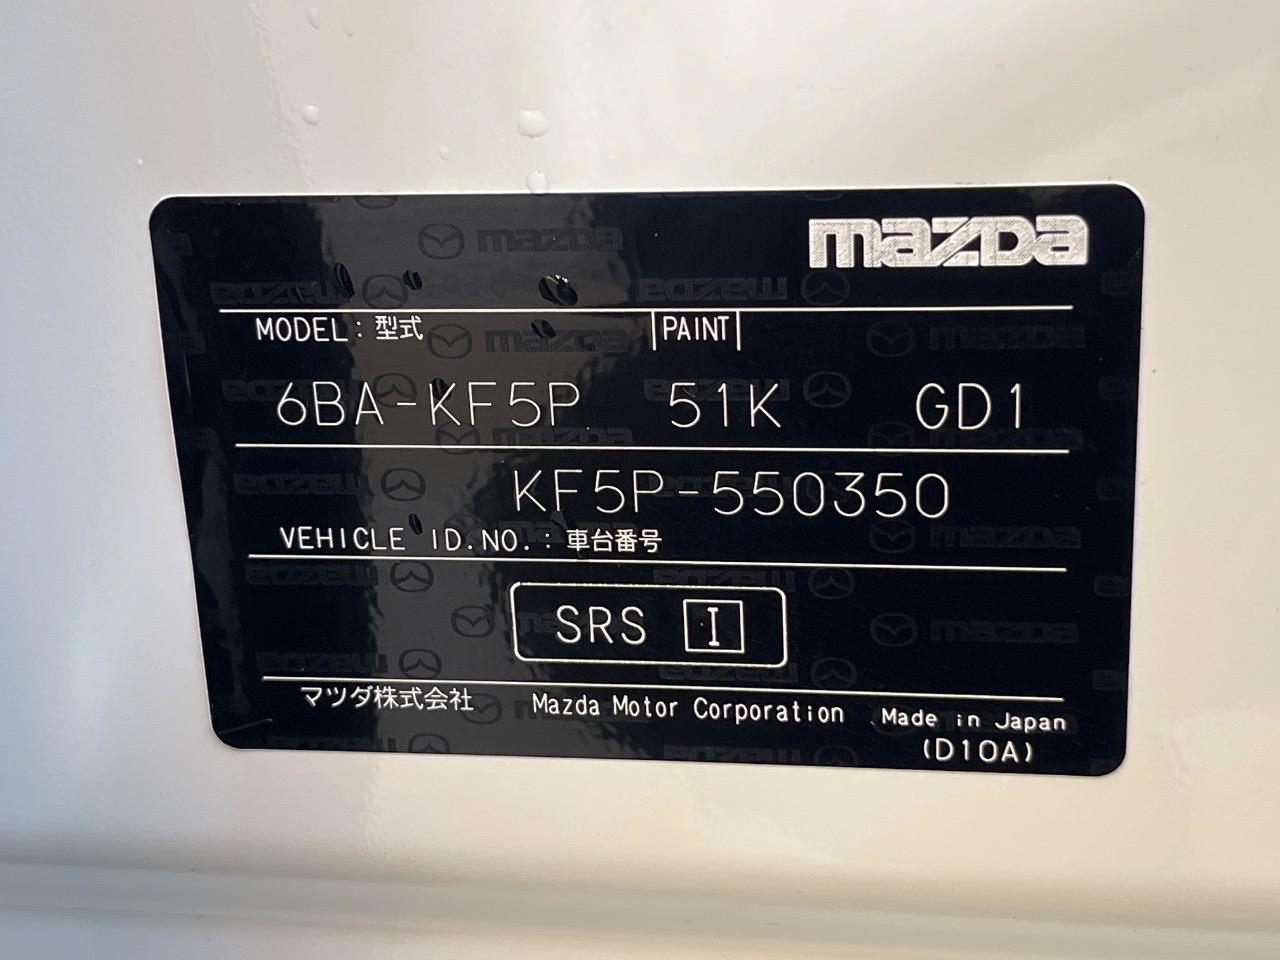 mazda
MODEL：型式 PAINT
6BA-KF5P 51K GD1
KF5P-550350
VEHICLE ID.NO.：車台番号
SRS I
マツダ株式会社 Mazda Motor Corporation Made in Japan
(D10A)